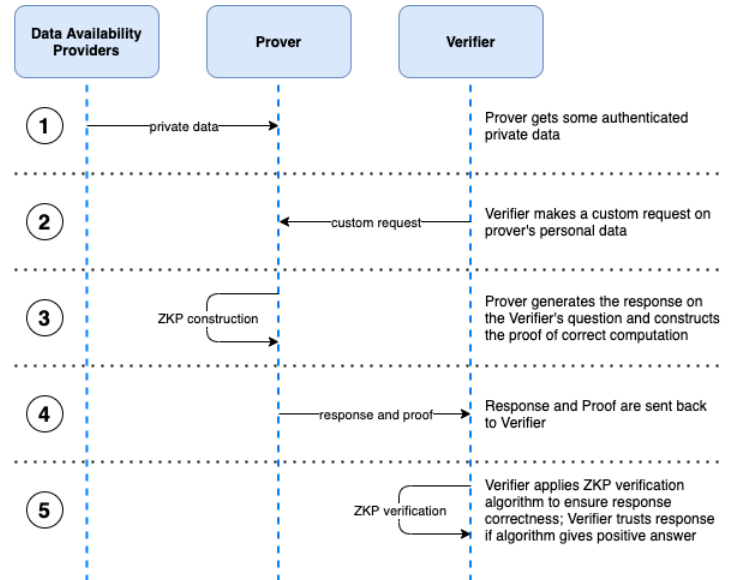 Data Availability
Providers
Prover
Verifier
1
private data
Prover gets some authenticated
private data
2
custom request
Verifier makes a custom request on
prover's personal data
3
ZKP construction
Prover generates the response on
the Verifier's question and constructs
the proof of correct computation
4
response and proof
Response and Proof are sent back
to Verifier
5
ZKP verification
Verifier applies ZKP verification
algorithm to ensure response
correctness; Verifier trusts response
if algorithm gives positive answer